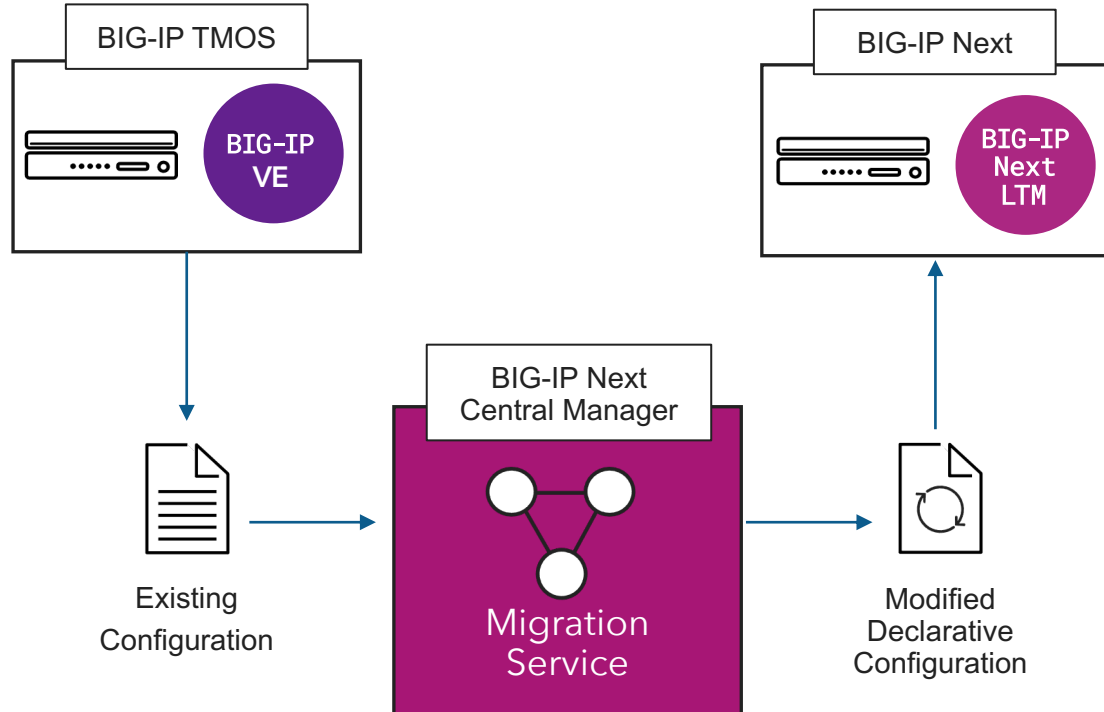 BIG-IP TMOS
BIG-IP
VE
BIG-IP Next
BIG-IP
Next
LTM
BIG-IP Next
Central Manager
Migration
Service
Existing
Configuration
Modified
Declarative
Configuration